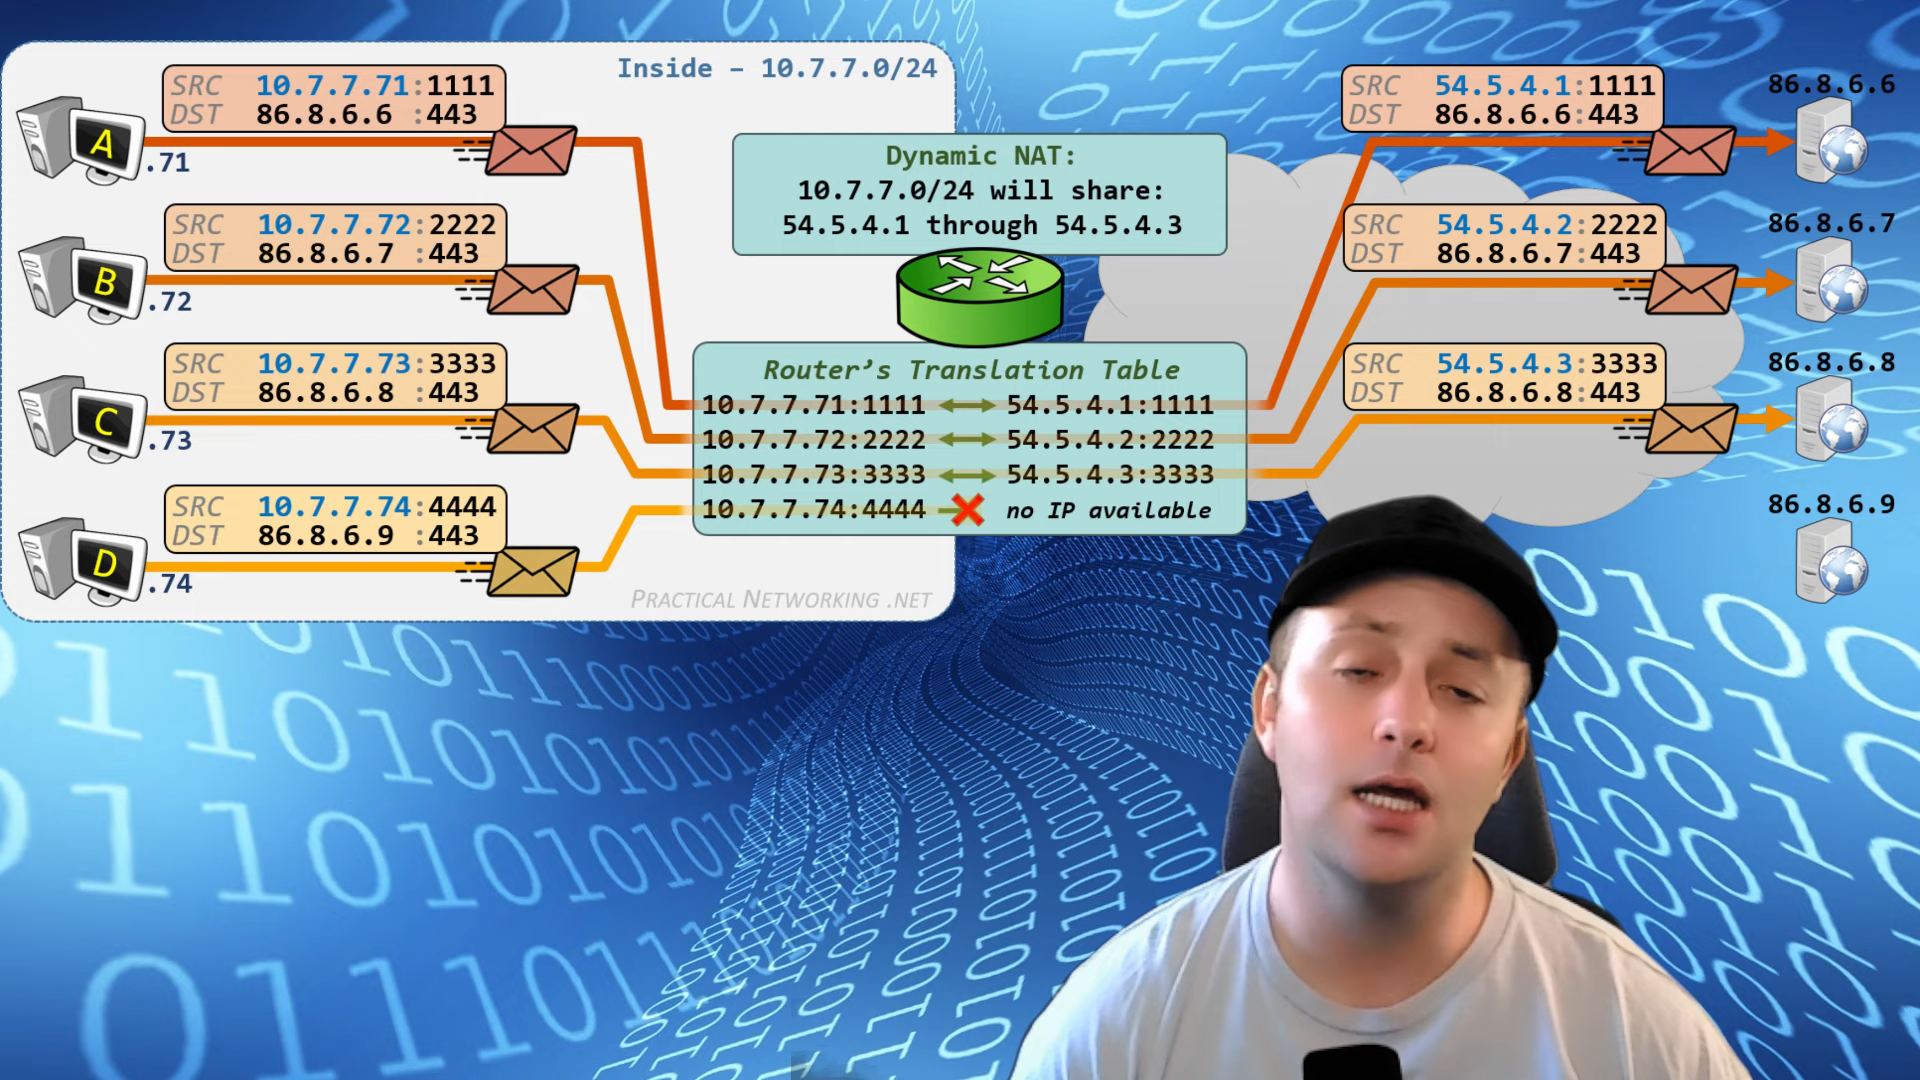 Inside – 10.7.7.0/24
SRC 10.7.7.71:1111
DST 86.8.6.6 :443
A
.71
SRC 10.7.7.72:2222
DST 86.8.6.7 :443
B
.72
SRC 10.7.7.73:3333
DST 86.8.6.8 :443
C
.73
SRC 10.7.7.74:4444
DST 86.8.6.9 :443
D
.74
Dynamic NAT:
10.7.7.0/24 will share:
54.5.4.1 through 54.5.4.3
Router's Translation Table
10.7.7.71:1111 54.5.4.1:1111
10.7.7.72:2222 54.5.4.2:2222
10.7.7.73:3333 54.5.4.3:3333
10.7.7.74:4444 no IP available
PRACTICAL NETWORKING .NET
SRC 54.5.4.1:1111
DST 86.8.6.6:443
86.8.6.6
SRC 54.5.4.2:2222
DST 86.8.6.7:443
86.8.6.7
SRC 54.5.4.3:3333
DST 86.8.6.8:443
86.8.6.8
86.8.6.9